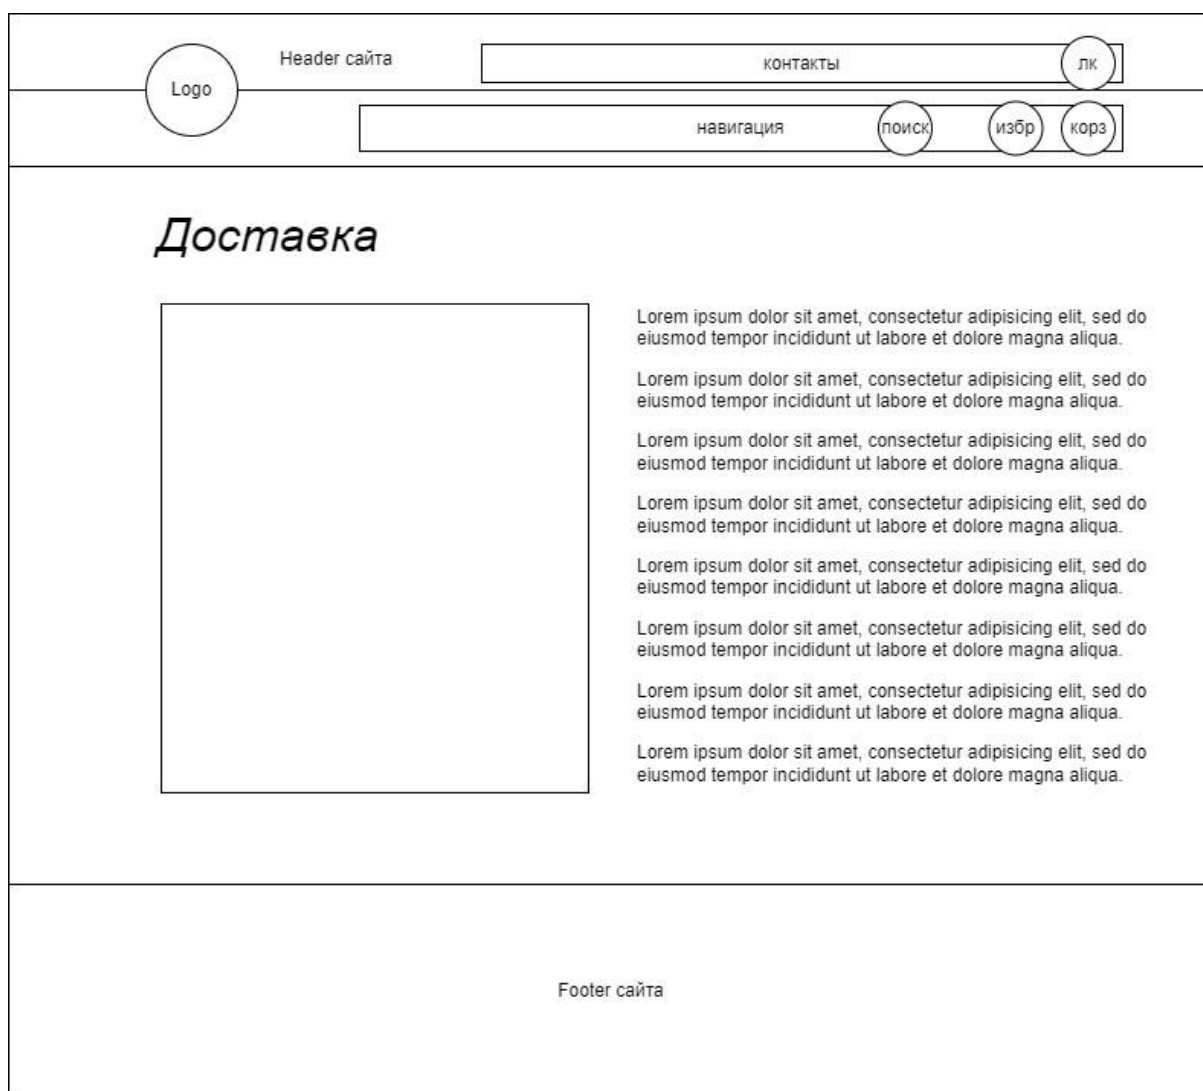 Header сайта
контакты
лк
Logo
навигация
поиск
избр
корз
Доставка
Lorem ipsum dolor sit amet, consectetur adipisicing elit, sed do
eiusmod tempor incididunt ut labore et dolore magna aliqua.
Lorem ipsum dolor sit amet, consectetur adipisicing elit, sed do
eiusmod tempor incididunt ut labore et dolore magna aliqua.
Lorem ipsum dolor sit amet, consectetur adipisicing elit, sed do
eiusmod tempor incididunt ut labore et dolore magna aliqua.
Lorem ipsum dolor sit amet, consectetur adipisicing elit, sed do
eiusmod tempor incididunt ut labore et dolore magna aliqua.
Lorem ipsum dolor sit amet, consectetur adipisicing elit, sed do
eiusmod tempor incididunt ut labore et dolore magna aliqua.
Lorem ipsum dolor sit amet, consectetur adipisicing elit, sed do
eiusmod tempor incididunt ut labore et dolore magna aliqua.
Lorem ipsum dolor sit amet, consectetur adipisicing elit, sed do
eiusmod tempor incididunt ut labore et dolore magna aliqua.
Lorem ipsum dolor sit amet, consectetur adipisicing elit, sed do
eiusmod tempor incididunt ut labore et dolore magna aliqua.
Footer сайта